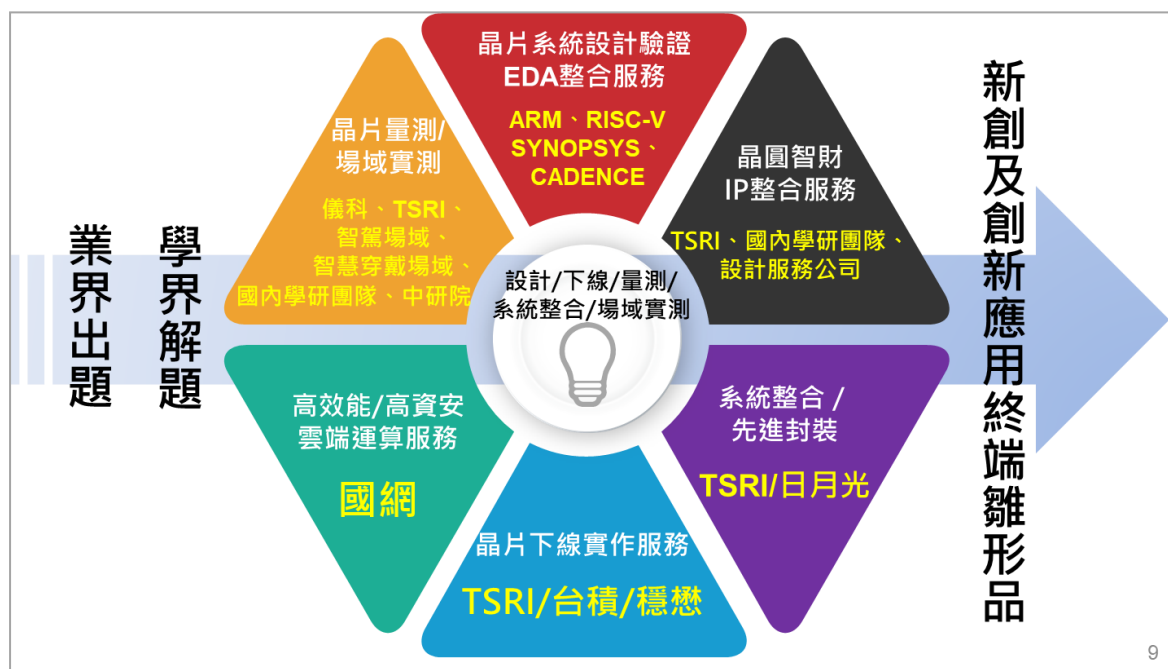 業界出題
學界解題
晶片系統設計驗證
EDA整合服務
ARM、RISC-V
SYNOPSYS、
CADENCE
晶片量測/
場域實測
儀科、TSRI、
智駕場域、
智慧穿戴場域、
國內學研團隊、中研院
晶圓智財
IP整合服務
TSRI、國內學研團隊、
設計服務公司
設計/下線/量測/
系統整合/場域實測
高效能/高資安
雲端運算服務
國網
晶片下線實作服務
TSRI/台積/穩懋
系統整合 /
先進封裝
TSRI/日月光
新創及創新應用終端雛形品
9